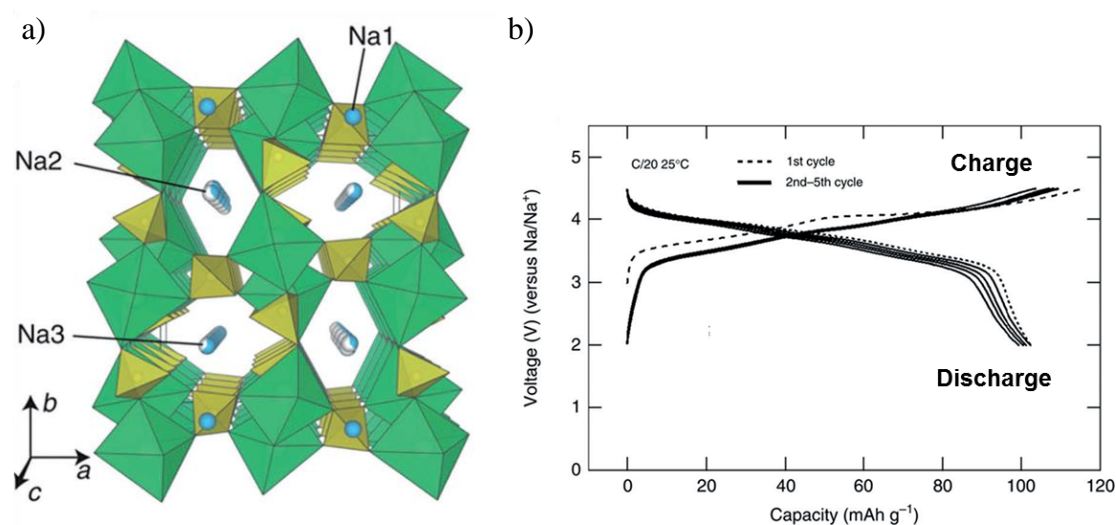 a)
Na1
Na2
Na3
b
a
c
b)
C/20 25°C
1st cycle
2nd–5th cycle
Charge
Discharge
Voltage (V) (versus Na/Na⁺)
5
4
3
2
1
0
0 20 40 60 80 100 120
Capacity (mAh g⁻¹)